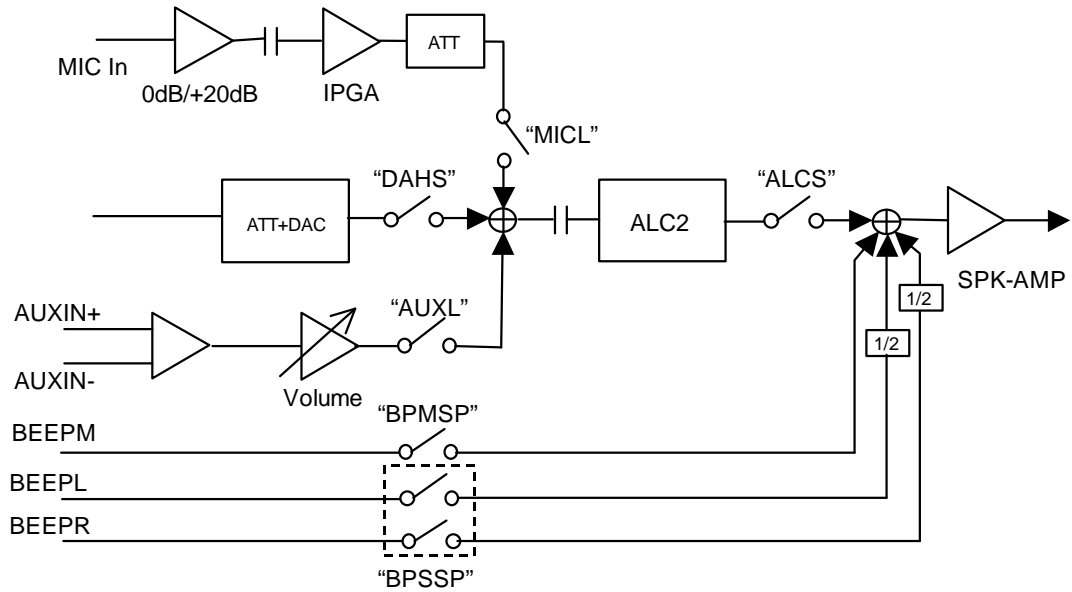 ATT
MIC In
0dB/+20dB
IPGA
“MICL”
“DAHS”
“ALCS”
ATT+DAC
ALC2
SPK-AMP
1/2
AUXIN+
“AUXL”
1/2
AUXIN-
Volume
“BPMSP”
BEEPM
BEEPL
BEEPR
“BPSSP”